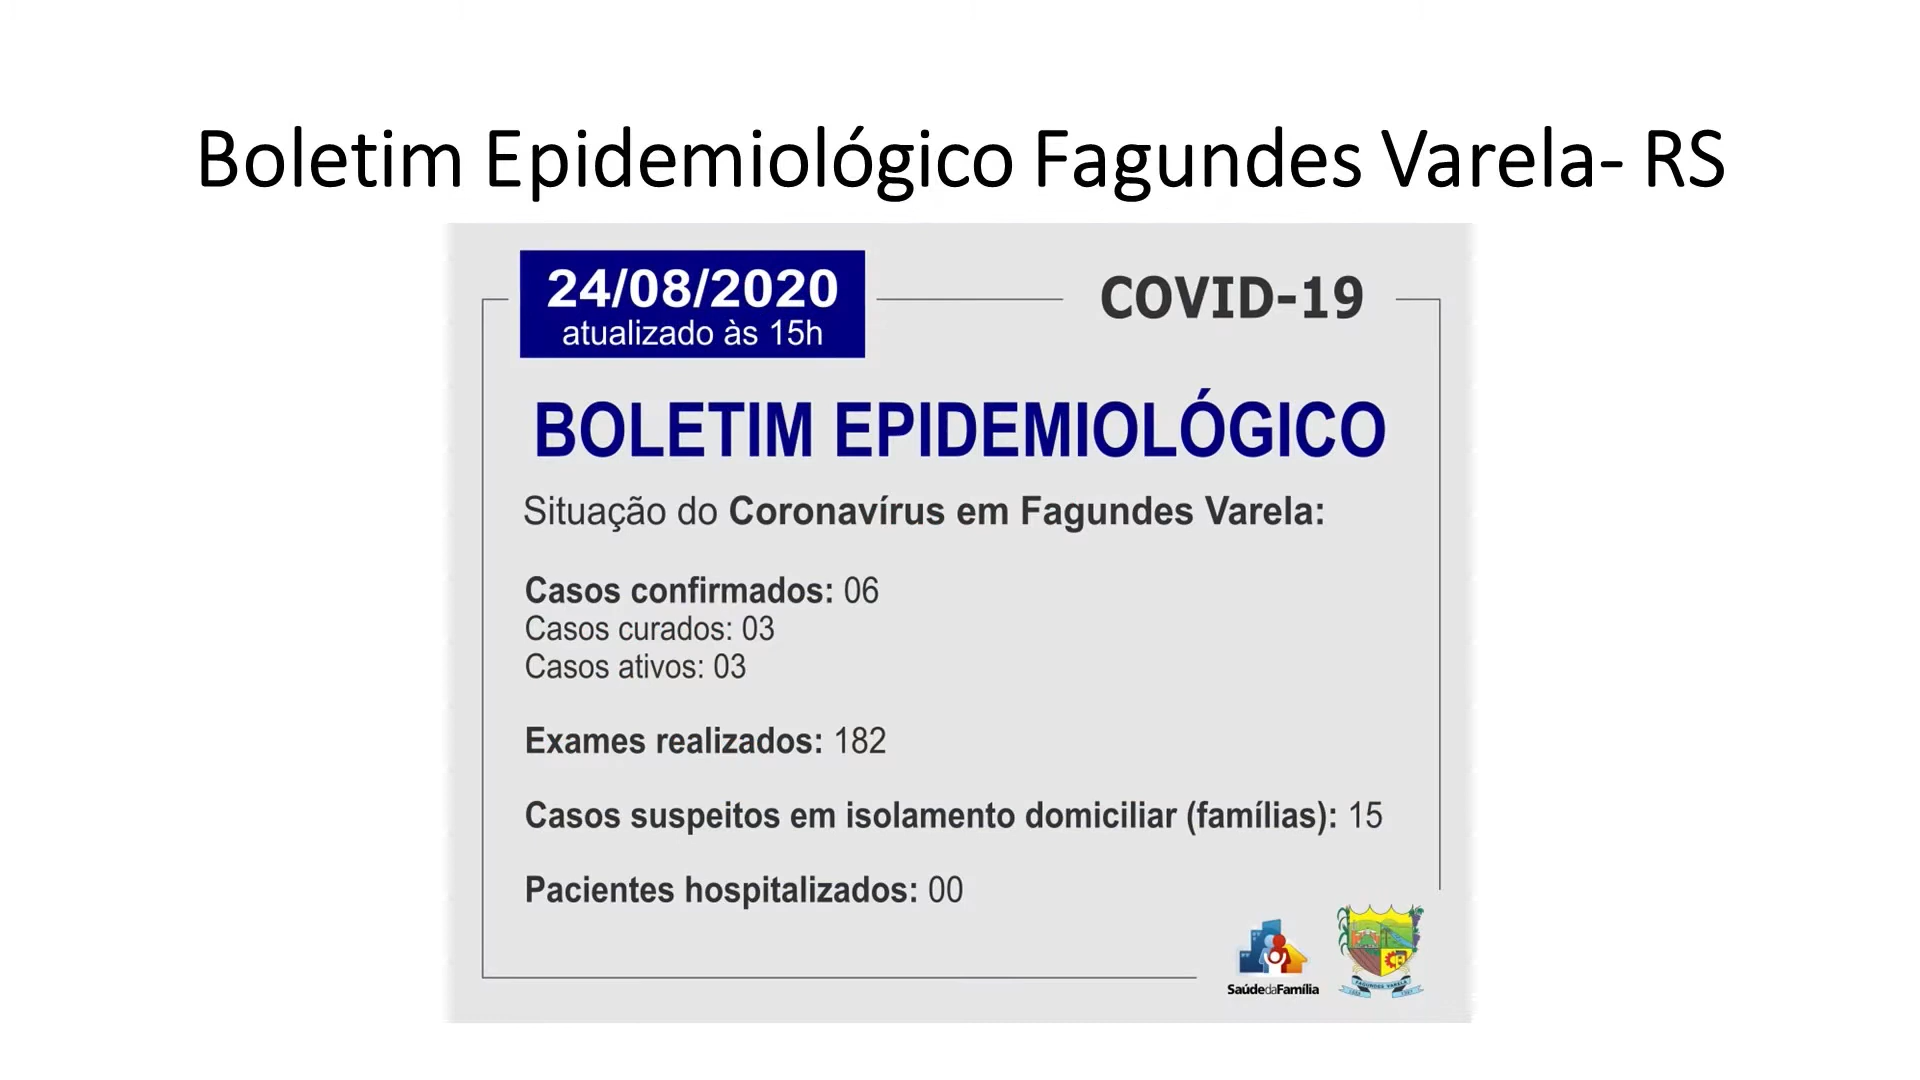 Boletim Epidemiológico Fagundes Varela- RS
24/08/2020
atualizado às 15h
COVID-19
BOLETIM EPIDEMIOLÓGICO
Situação do Coronavírus em Fagundes Varela:
Casos confirmados: 06
Casos curados: 03
Casos ativos: 03
Exames realizados: 182
Casos suspeitos em isolamento domiciliar (famílias): 15
Pacientes hospitalizados: 00
SaúdedaFamília
FAGUNDES VARELA